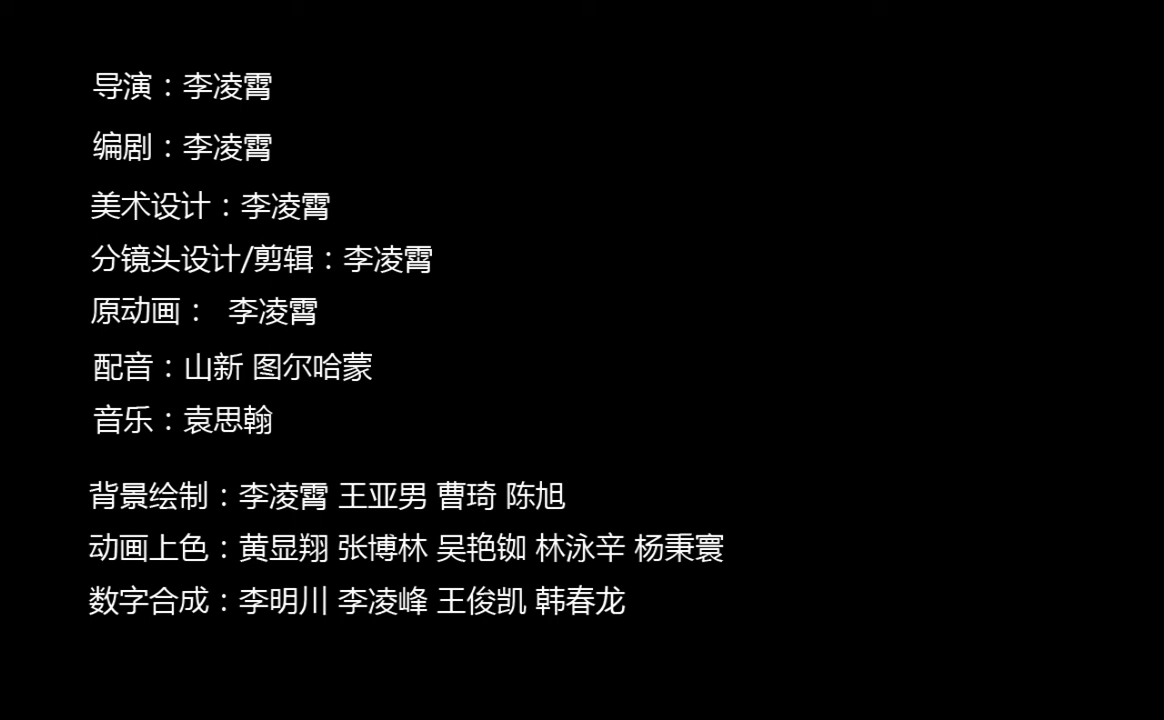 导演：李凌霄
编剧：李凌霄
美术设计：李凌霄
分镜头设计/剪辑：李凌霄
原动画： 李凌霄
配音：山新 图尔哈蒙
音乐：袁思翰
背景绘制：李凌霄 王亚男 曹琦 陈旭
动画上色：黄显翔 张博林 吴艳铷 林泳辛 杨秉寰
数字合成：李明川 李凌峰 王俊凯 韩春龙